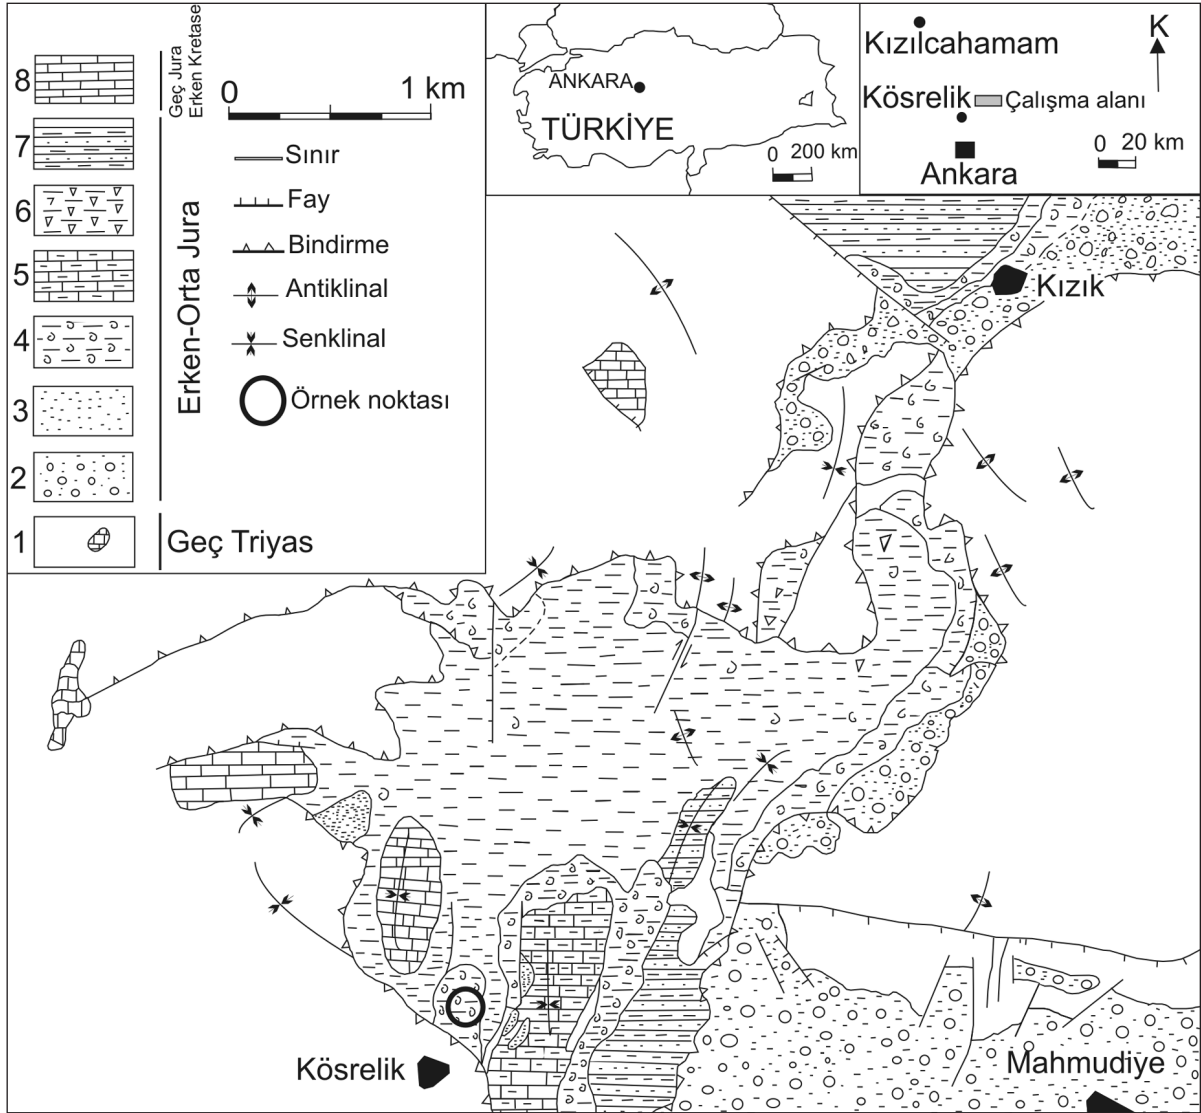 8
7
6
5
4
3
2
1
Geç Jura
Erken Kretase
Erken-Orta Jura
Geç Triyas
0 1 km
Sınır
Fay
Bindirme
Antiklinal
Senklinal
Örnek noktası
ANKARA
TÜRKİYE
0 200 km
Kızılcahamam
K
Kösrelik
Çalışma alanı
Ankara
0 20 km
Kızık
Kösrelik
Mahmudiye